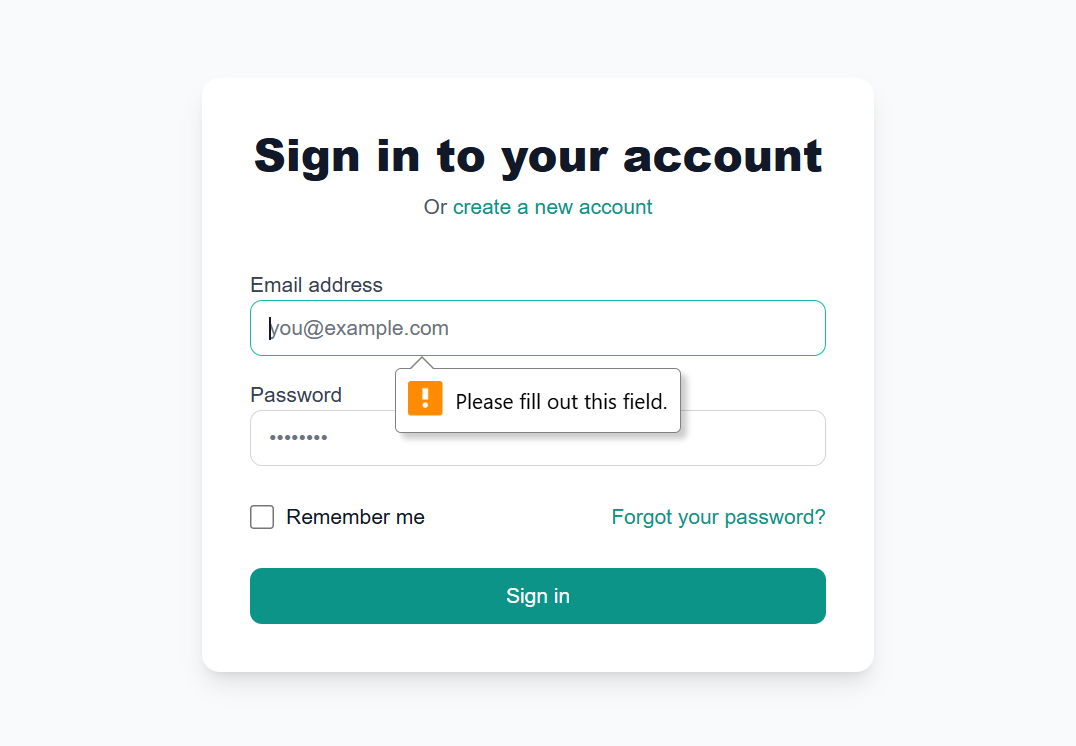 Sign in to your account
Or create a new account
Email address
you@example.com
Please fill out this field.
Password
••••••••
Remember me
Forgot your password?
Sign in